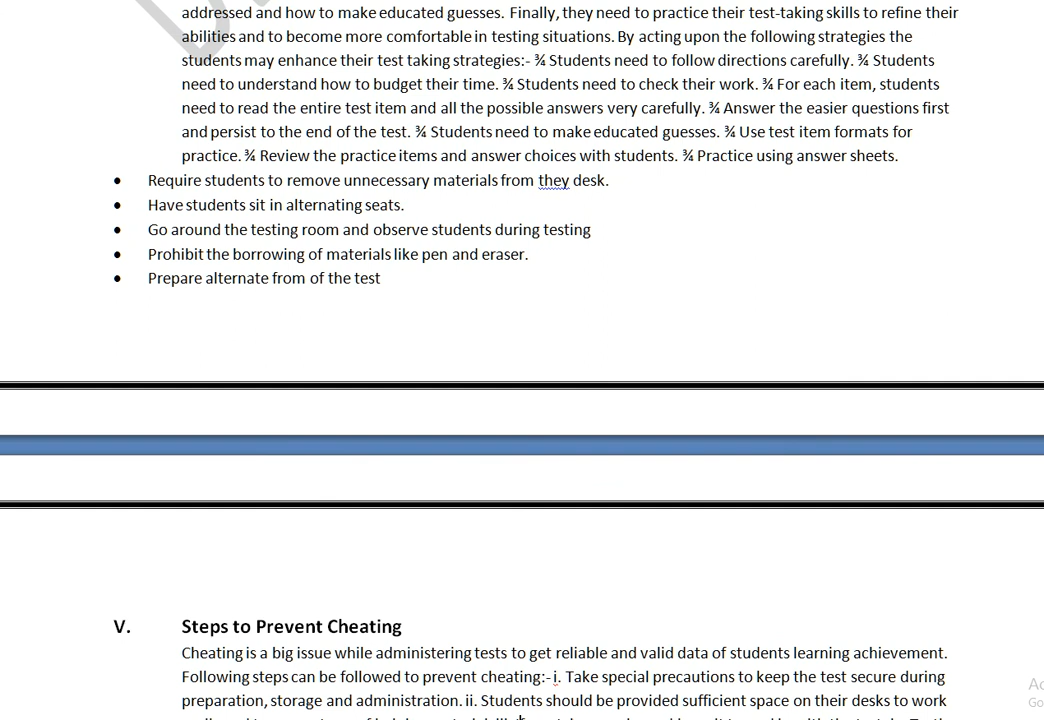 addressed and how to make educated guesses. Finally, they need to practice their test-taking skills to refine their
abilities and to become more comfortable in testing situations. By acting upon the following strategies the
students may enhance their test taking strategies:- ¾ Students need to follow directions carefully. ¾ Students
need to understand how to budget their time. ¾ Students need to check their work. ¾ For each item, students
need to read the entire test item and all the possible answers very carefully. ¾ Answer the easier questions first
and persist to the end of the test. ¾ Students need to make educated guesses. ¾ Use test item formats for
practice. ¾ Review the practice items and answer choices with students. ¾ Practice using answer sheets.
• Require students to remove unnecessary materials from they desk.
• Have students sit in alternating seats.
• Go around the testing room and observe students during testing
• Prohibit the borrowing of materials like pen and eraser.
• Prepare alternate from of the test
V. Steps to Prevent Cheating
Cheating is a big issue while administering tests to get reliable and valid data of students learning achievement.
Following steps can be followed to prevent cheating:- i. Take special precautions to keep the test secure during
preparation, storage and administration. ii. Students should be provided sufficient space on their desks to work